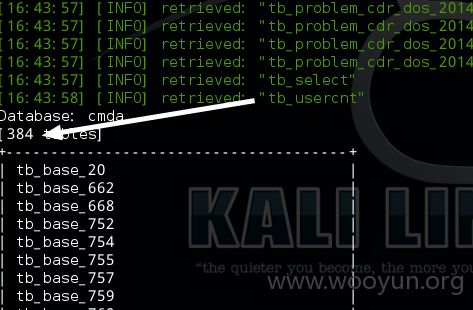 [16:43:57] [INFO] retrieved: "tb_problem_cdr_dos_2014
[16:43:57] [INFO] retrieved: "tb_problem_cdr_dos_2014
[16:43:57] [INFO] retrieved: "tb_problem_cdr_dos_2014
[16:43:57] [INFO] retrieved: "tb_problem_cdr_dos_2014
[16:43:57] [INFO] retrieved: "tb_select"
[16:43:58] [INFO] retrieved: "tb_usercnt"
Database: cmda
[384 tables]
+---------------------------------------+
| tb_base_20 |
| tb_base_662 |
| tb_base_668 |
| tb_base_752 |
| tb_base_754 |
| tb_base_755 |
| tb_base_757 |
| tb_base_759 |
KALI LI
"the quieter you become, the more you
www.wooyun.org